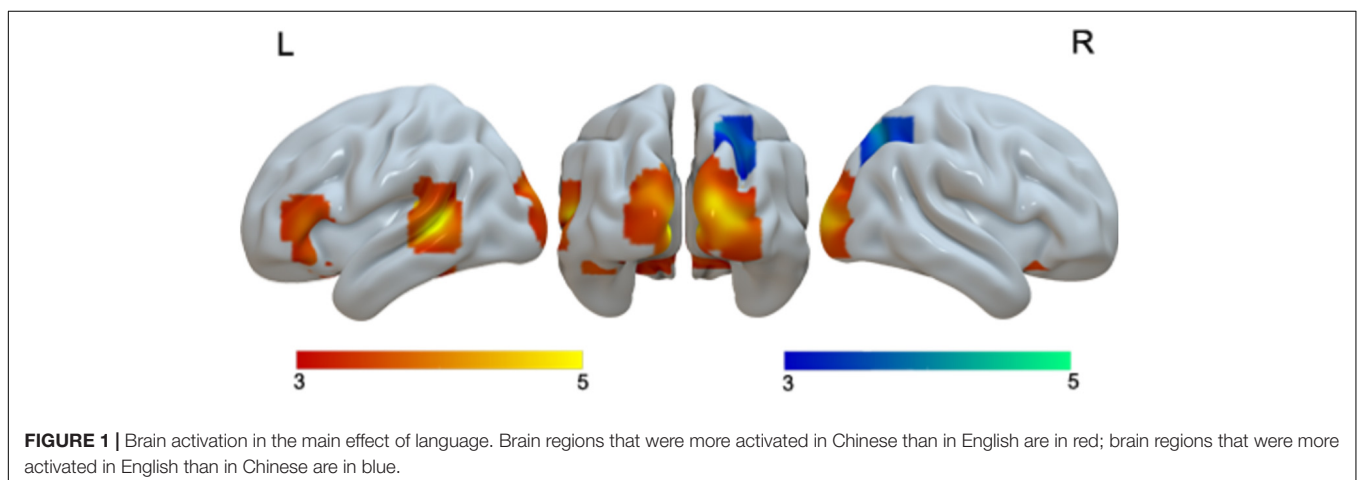 L R
3 5 3 5
FIGURE 1 | Brain activation in the main effect of language. Brain regions that were more activated in Chinese than in English are in red; brain regions that were more
activated in English than in Chinese are in blue.